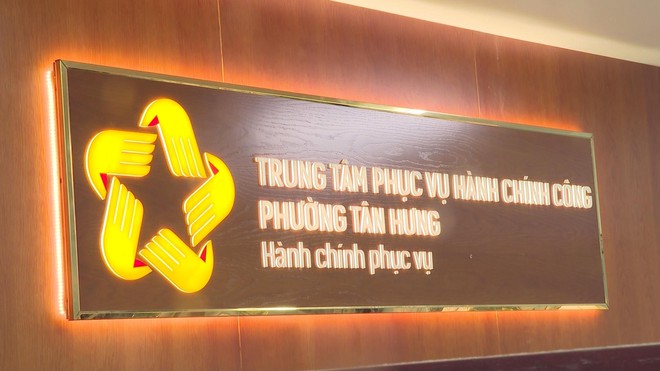 TRUNG TÂM PHỤC VỤ HÀNH CHÍNH CÔNG
PHƯỜNG TÂN HƯNG
Hành chính phục vụ